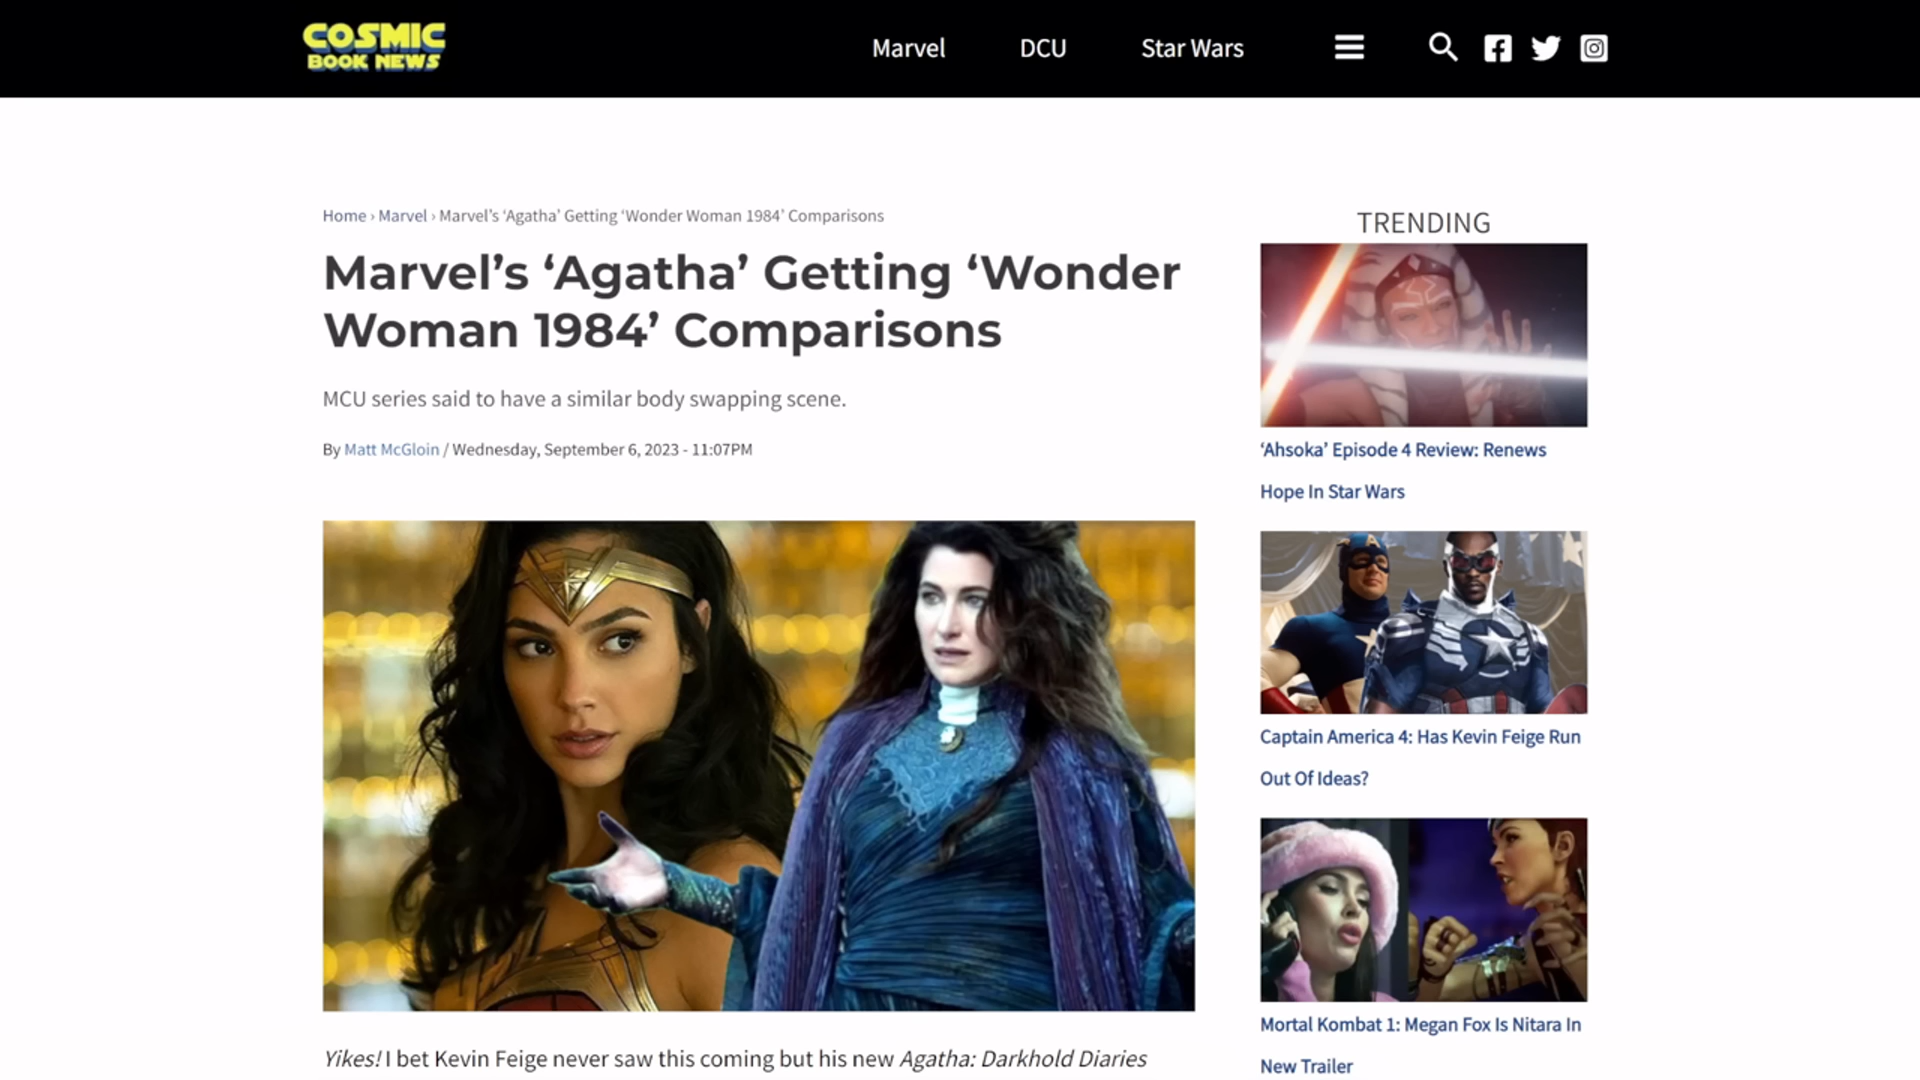 COSMIC
BOOK NEWS
Marvel
DCU
Star Wars
Home › Marvel › Marvel’s ‘Agatha’ Getting ‘Wonder Woman 1984’ Comparisons
Marvel’s ‘Agatha’ Getting ‘Wonder
Woman 1984’ Comparisons
MCU series said to have a similar body swapping scene.
By Matt McGloin / Wednesday, September 6, 2023 - 11:07PM
Yikes! I bet Kevin Feige never saw this coming but his new Agatha: Darkhold Diaries
TRENDING
‘Ahsoka’ Episode 4 Review: Renews
Hope In Star Wars
Captain America 4: Has Kevin Feige Run
Out Of Ideas?
Mortal Kombat 1: Megan Fox Is Nitara In
New Trailer